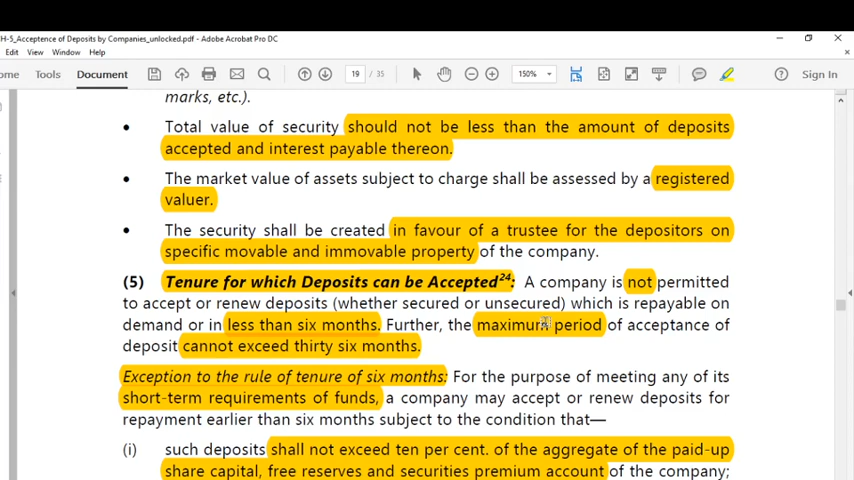 H-5_Acceptence of Deposits by Companies_unlocked.pdf - Adobe Acrobat Pro DC
Edit View Window Help
ome Tools Document 19 / 35 150% Sign In
marks, etc.).
• Total value of security should not be less than the amount of deposits
accepted and interest payable thereon.
• The market value of assets subject to charge shall be assessed by a registered
valuer.
• The security shall be created in favour of a trustee for the depositors on
specific movable and immovable property of the company.
(5) Tenure for which Deposits can be Accepted24: A company is not permitted
to accept or renew deposits (whether secured or unsecured) which is repayable on
demand or in less than six months. Further, the maximum period of acceptance of
deposit cannot exceed thirty six months.
Exception to the rule of tenure of six months: For the purpose of meeting any of its
short-term requirements of funds, a company may accept or renew deposits for
repayment earlier than six months subject to the condition that—
(i) such deposits shall not exceed ten per cent. of the aggregate of the paid-up
share capital, free reserves and securities premium account of the company;